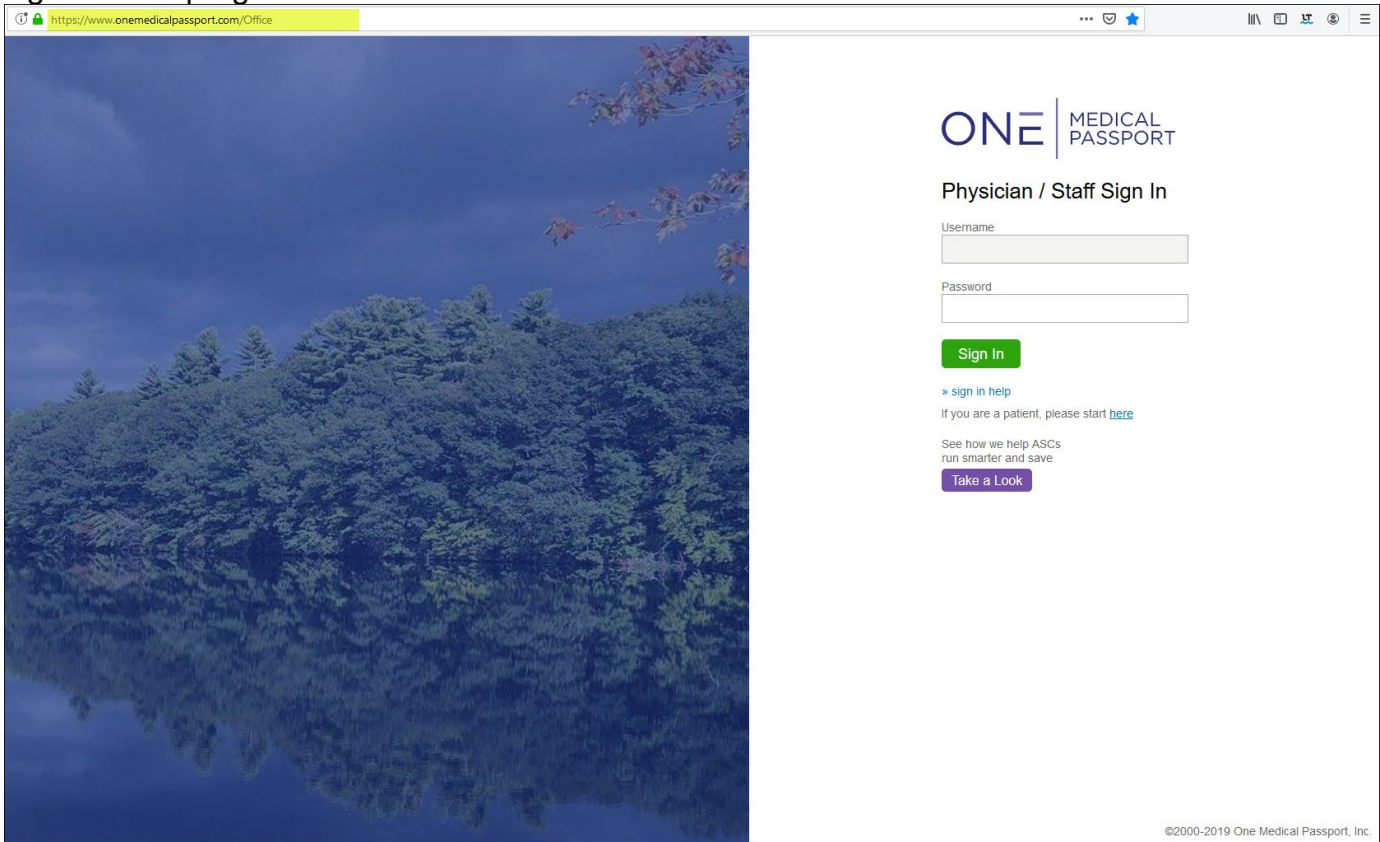 https://www.onemedicalpassport.com/Office
ONE MEDICAL
PASSPORT
Physician / Staff Sign In
Username
Password
Sign In
» sign in help
If you are a patient, please start here
See how we help ASCs
run smarter and save
Take a Look
©2000-2019 One Medical Passport, Inc.